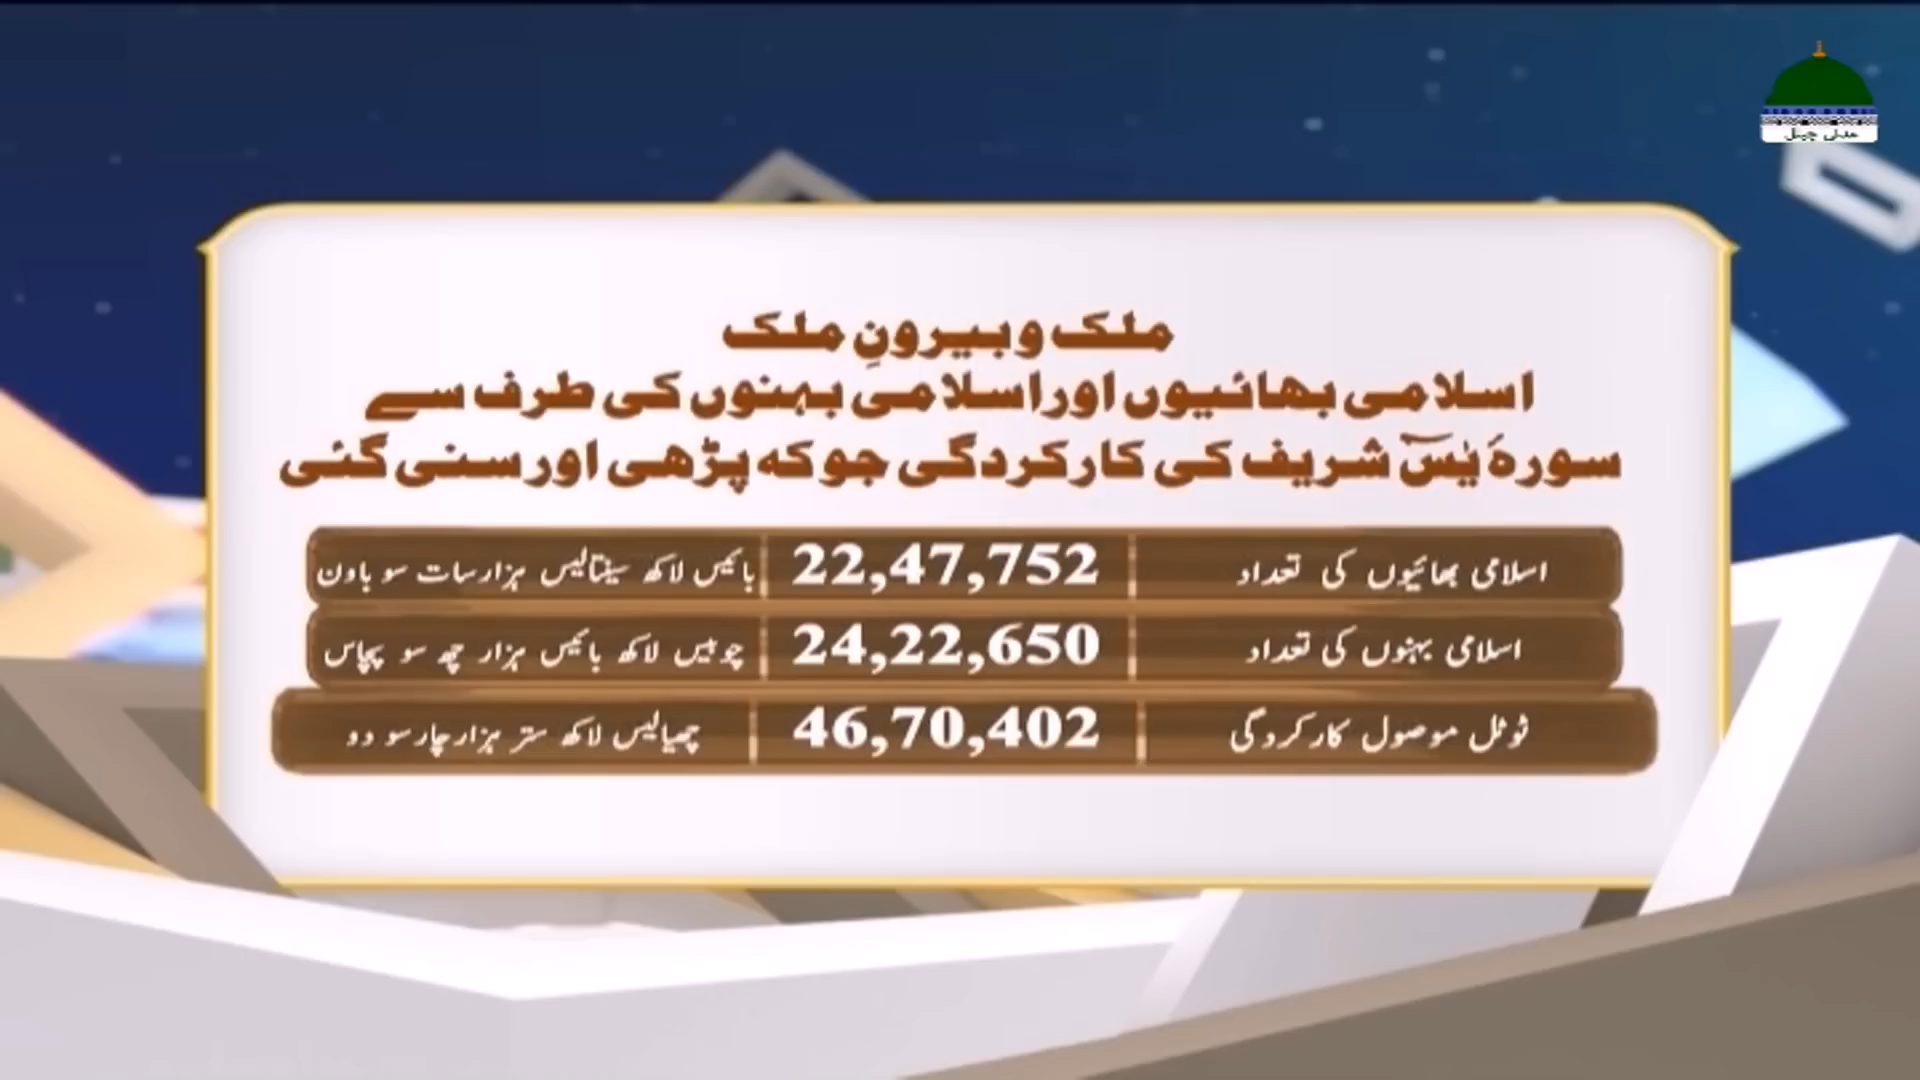 مدنی چینل
ملک و بیرونِ ملک
اسلامی بھائیوں اور اسلامی بہنوں کی طرف سے
سورۂ یٰسٓ شریف کی کارکردگی جو کہ پڑھی اور سنی گئی
اسلامی بھائیوں کی تعداد 22,47,752 بائیس لاکھ سینتالیس ہزار سات سو باون
اسلامی بہنوں کی تعداد 24,22,650 چوبیس لاکھ بائیس ہزار چھ سو پچاس
ٹوٹل موصول کارکردگی 46,70,402 چھیالیس لاکھ ستر ہزار چار سو دو